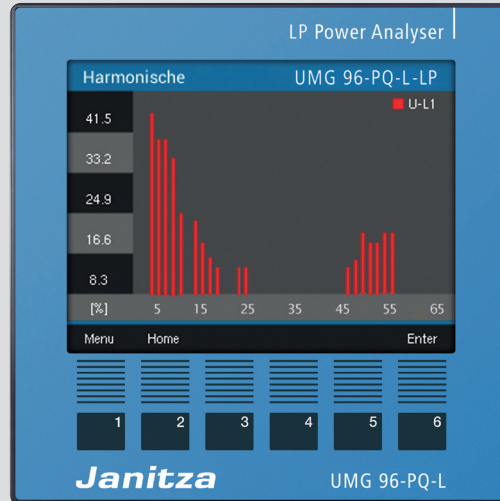 LP Power Analyser
Harmonische UMG 96-PQ-L-LP
U-L1
41.5
33.2
24.9
16.6
8.3
[%] 5 15 25 35 45 55 65
Menu Home Enter
1 2 3 4 5 6
Janitza UMG 96-PQ-L